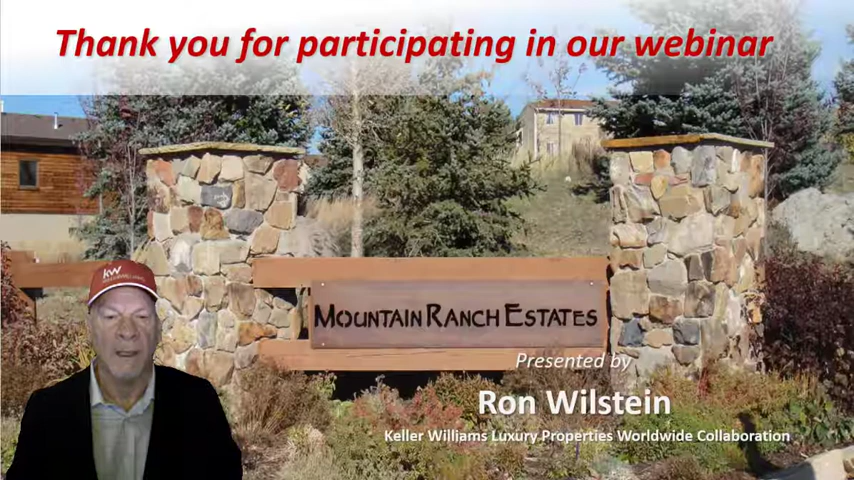 Thank you for participating in our webinar
kw
MOUNTAIN RANCH ESTATES
Presented by
Ron Wilstein
Keller Williams Luxury Properties Worldwide Collaboration